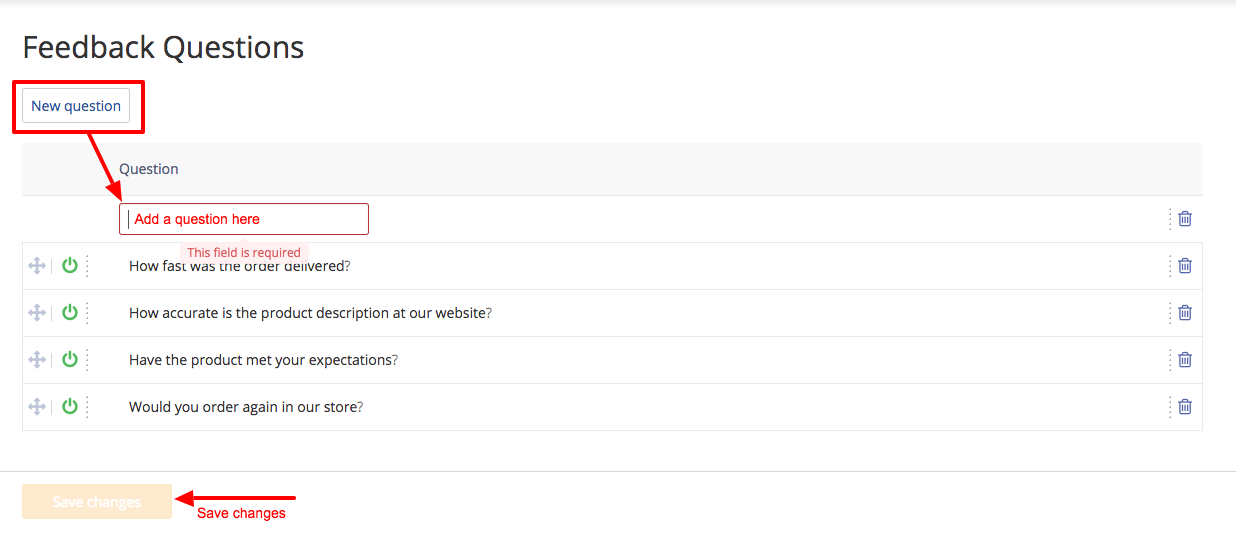 Feedback Questions
New question
Question
Add a question here
This field is required
How fast was the order delivered?
How accurate is the product description at our website?
Have the product met your expectations?
Would you order again in our store?
Save changes
Save changes